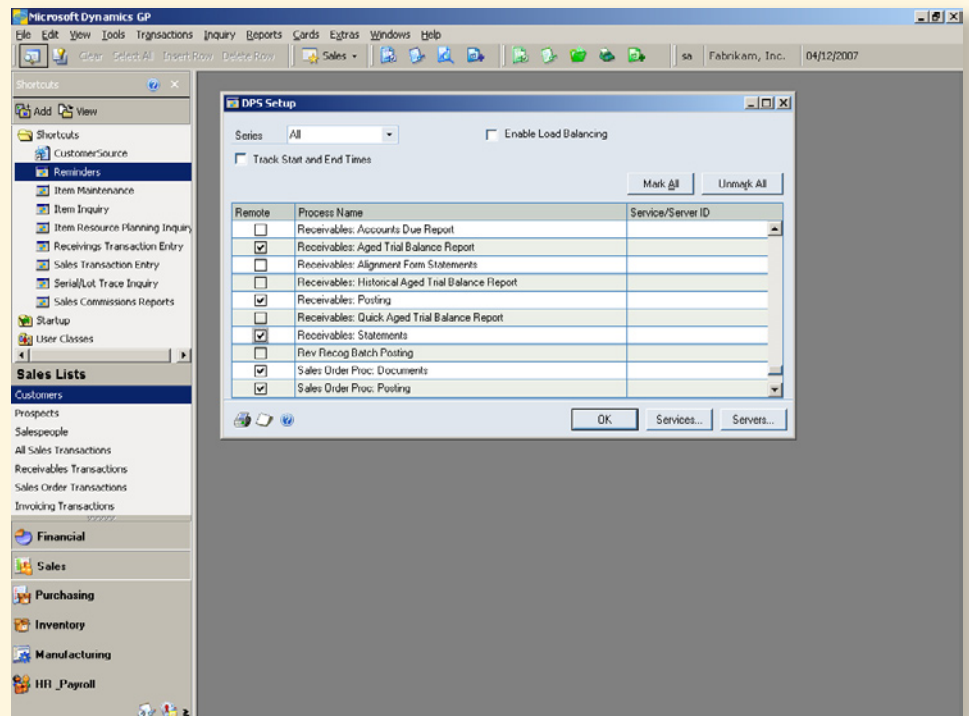 Microsoft Dynamics GP
File Edit View Tools Transactions Inquiry Reports Cards Extras Windows Help
Clear Select All Insert Row Delete Row Sales sa Fabrikam, Inc. 04/12/2007
Shortcuts
Add View
Shortcuts
CustomerSource
Reminders
Item Maintenance
Item Inquiry
Item Resource Planning Inquiry
Receivings Transaction Entry
Sales Transaction Entry
Serial/Lot Trace Inquiry
Sales Commissions Reports
Startup
User Classes
Sales Lists
Customers
Prospects
Salespeople
All Sales Transactions
Receivables Transactions
Sales Order Transactions
Invoicing Transactions
Financial
Sales
Purchasing
Inventory
Manufacturing
HR_Payroll
DPS Setup
Series All Enable Load Balancing
Track Start and End Times
Mark All Unmark All
Remote Process Name Service/Server ID
Receivables: Accounts Due Report
Receivables: Aged Trial Balance Report
Receivables: Alignment Form Statements
Receivables: Historical Aged Trial Balance Report
Receivables: Posting
Receivables: Quick Aged Trial Balance Report
Receivables: Statements
Rev Recog Batch Posting
Sales Order Proc: Documents
Sales Order Proc: Posting
OK Services... Servers...